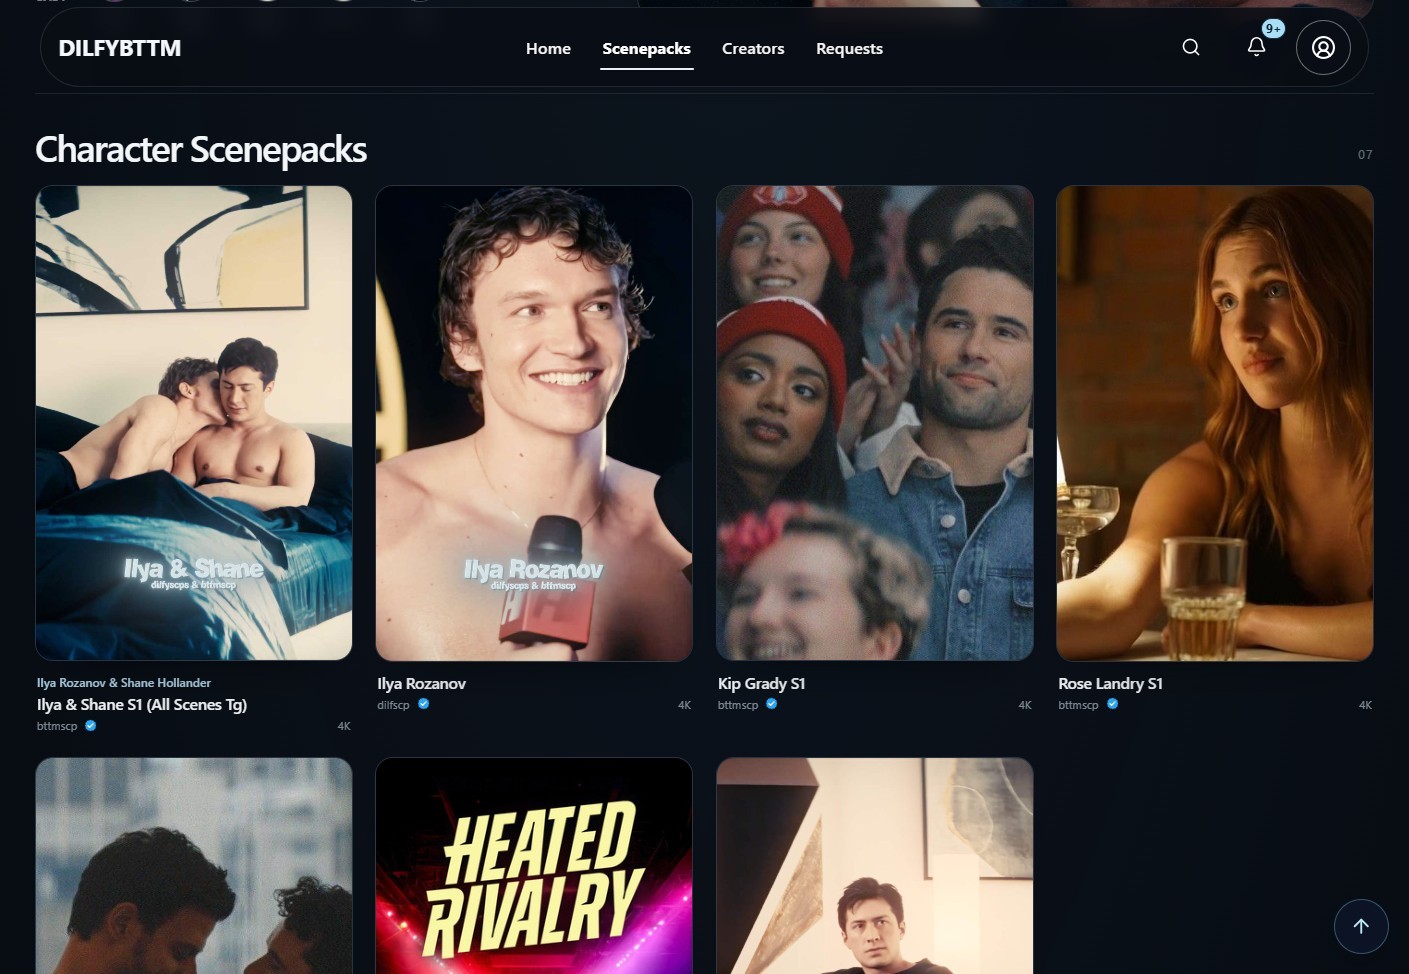 DILFYBTTM
Home
Scenepacks
Creators
Requests
9+
Character Scenepacks
07
Ilya & Shane
dilfyscps & bttmscp
Ilya Rozanov
dilfyscps & bttmscp
Ilya Rozanov & Shane Hollander
Ilya & Shane S1 (All Scenes Tg)
bttmscp
4K
Ilya Rozanov
dilfscp
4K
Kip Grady S1
bttmscp
4K
Rose Landry S1
bttmscp
4K
HEATED
RIVALRY